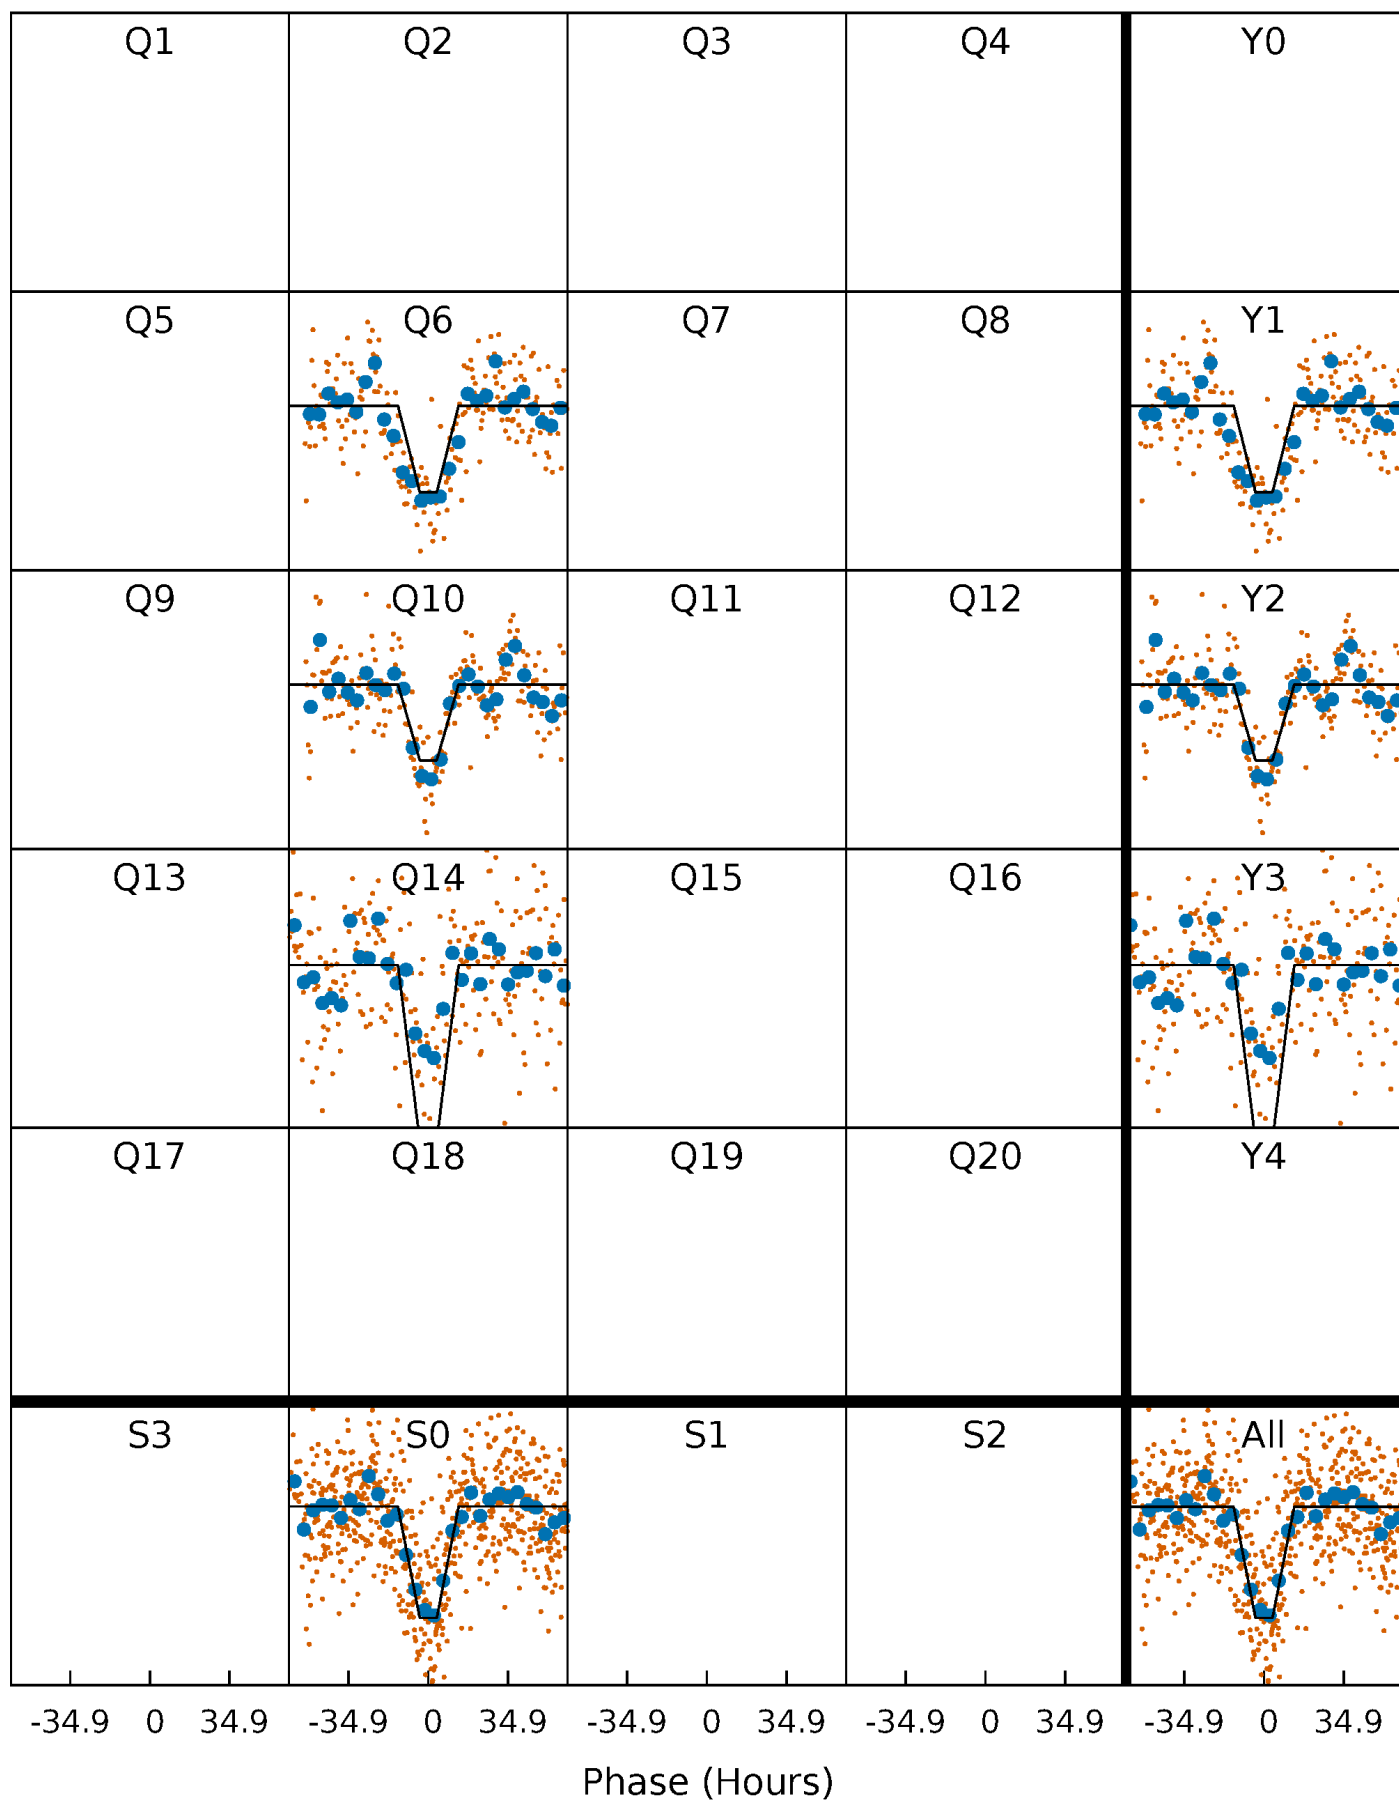 Q1 Q2 Q3 Q4 Y0
Q5 Q6 Q7 Q8 Y1
Q9 Q10 Q11 Q12 Y2
Q13 Q14 Q15 Q16 Y3
Q17 Q18 Q19 Q20 Y4
S3 S0 S1 S2 All
-34.9 0 34.9 -34.9 0 34.9 -34.9 0 34.9 -34.9 0 34.9 -34.9 0 34.9
Phase (Hours)